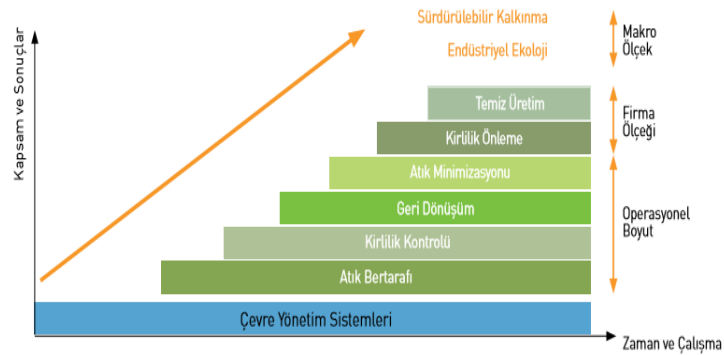 Sürdürülebilir Kalkınma
Endüstriyel Ekoloji
Makro
Ölçek
Kapsam ve Sonuçlar
Temiz Üretim
Kirlilik Önleme
Firma
Ölçeği
Atık Minimizasyonu
Geri Dönüşüm
Kirlilik Kontrolü
Atık Bertarafı
Operasyonel
Boyut
Çevre Yönetim Sistemleri
Zaman ve Çalışma